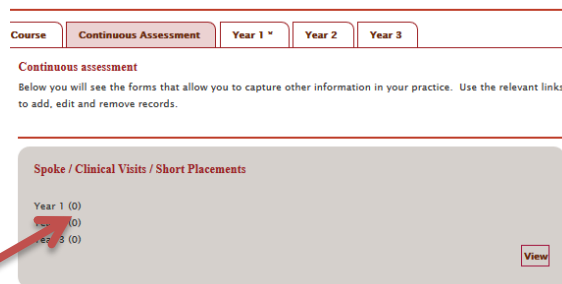 Course Continuous Assessment Year 1 * Year 2 Year 3
Continuous assessment
Below you will see the forms that allow you to capture other information in your practice. Use the relevant links
to add, edit and remove records.
Spoke / Clinical Visits / Short Placements
Year 1 (0)
(0)
3 (0)
View